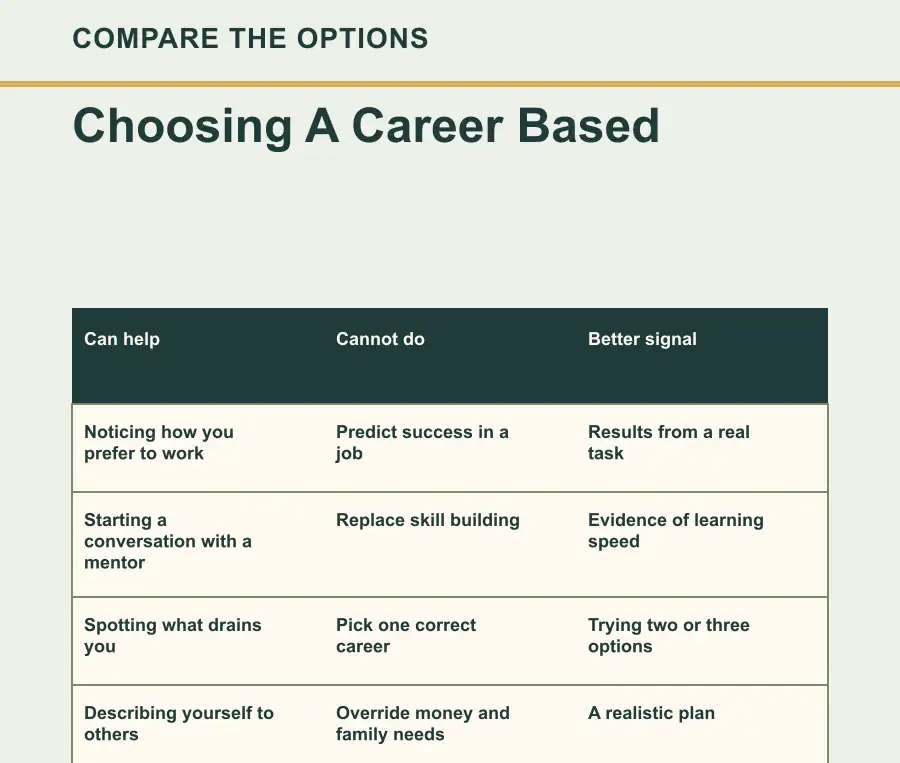 COMPARE THE OPTIONS
Choosing A Career Based
Can help
Cannot do
Better signal
Noticing how you
prefer to work
Predict success in a
job
Results from a real
task
Starting a
conversation with a
mentor
Replace skill building
Evidence of learning
speed
Spotting what drains
you
Pick one correct
career
Trying two or three
options
Describing yourself to
others
Override money and
family needs
A realistic plan